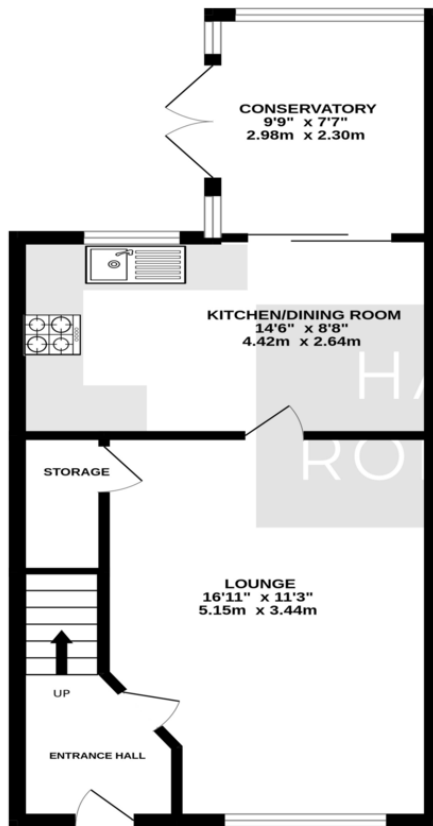 CONSERVATORY
9'9" x 7'7"
2.98m x 2.30m
KITCHEN/DINING ROOM
14'6" x 8'8"
4.42m x 2.64m
STORAGE
LOUNGE
16'11" x 11'3"
5.15m x 3.44m
UP
ENTRANCE HALL